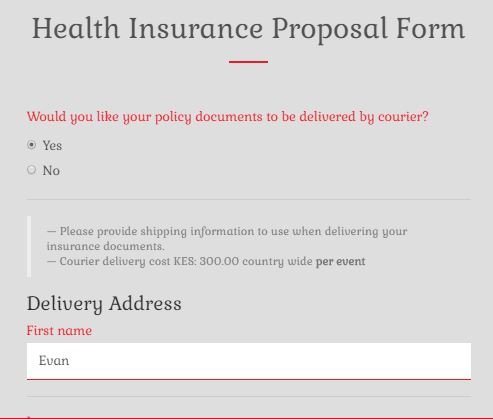 Health Insurance Proposal Form
Would you like your policy documents to be delivered by courier?
Yes
No
— Please provide shipping information to use when delivering your
insurance documents.
— Courier delivery cost KES: 300.00 country wide per event
Delivery Address
First name
Evan